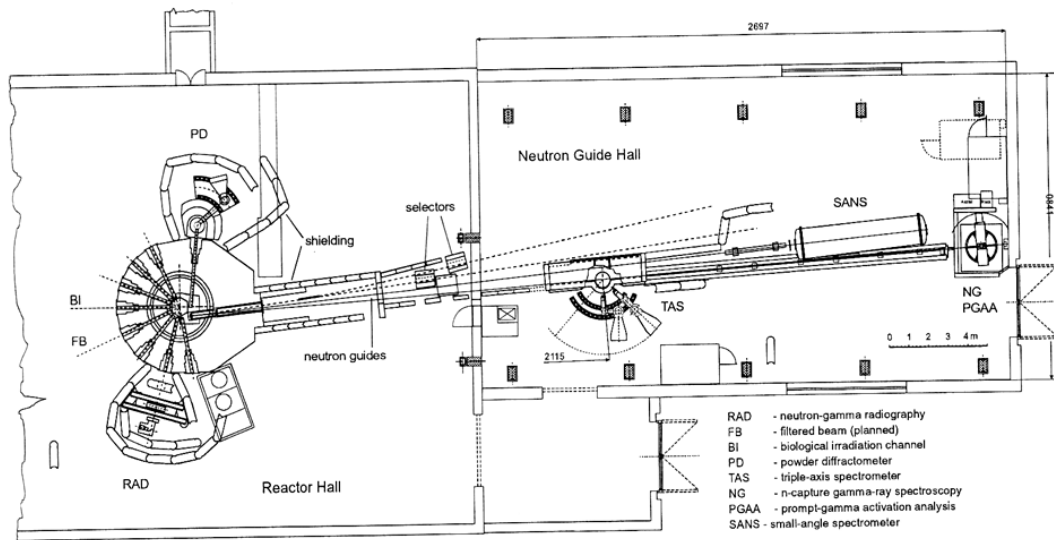 2697
PD
Neutron Guide Hall
selectors
SANS
shielding
BI
FB
TAS
NG
PGAA
neutron guides
0 1 2 3 4m
2115
RAD
Reactor Hall
RAD - neutron-gamma radiography
FB - filtered beam (planned)
BI - biological irradiation channel
PD - powder diffractometer
TAS - triple-axis spectrometer
NG - n-capture gamma-ray spectroscopy
PGAA - prompt-gamma activation analysis
SANS - small-angle spectrometer